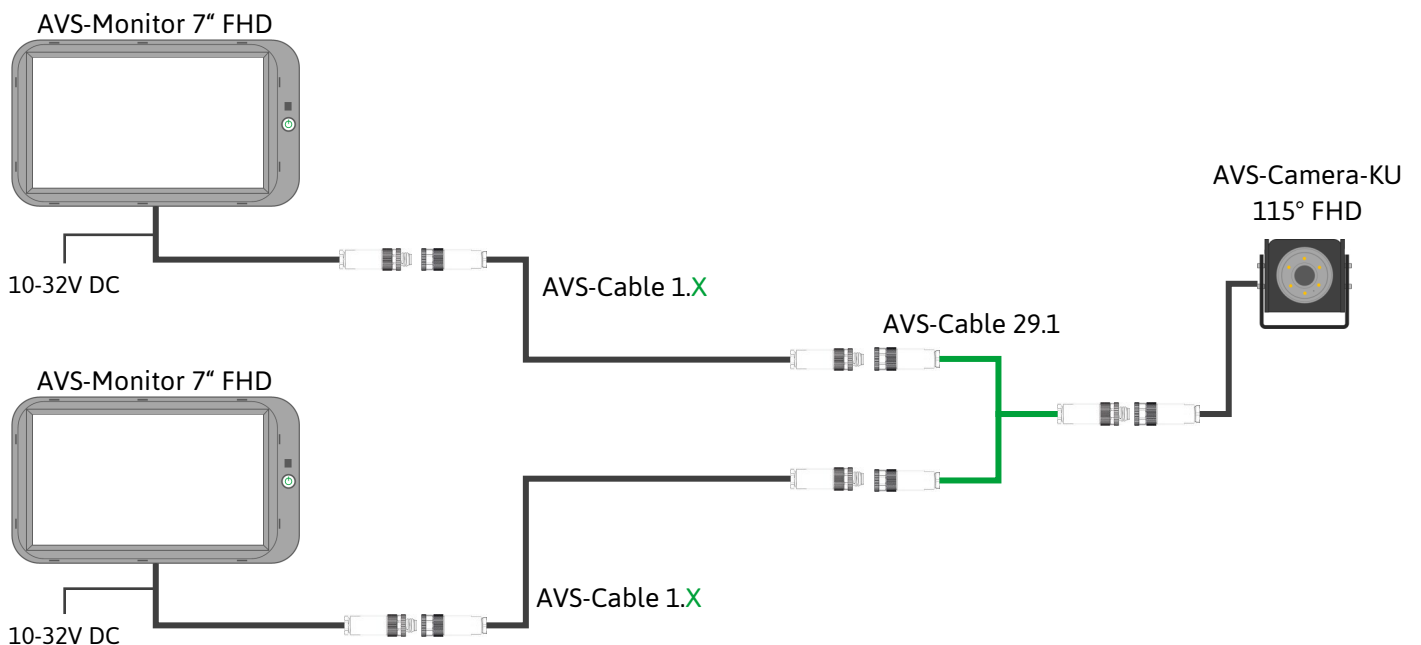 AVS-Monitor 7“ FHD
10-32V DC
AVS-Cable 1.X
AVS-Cable 29.1
AVS-Camera-KU
115° FHD
AVS-Monitor 7“ FHD
10-32V DC
AVS-Cable 1.X